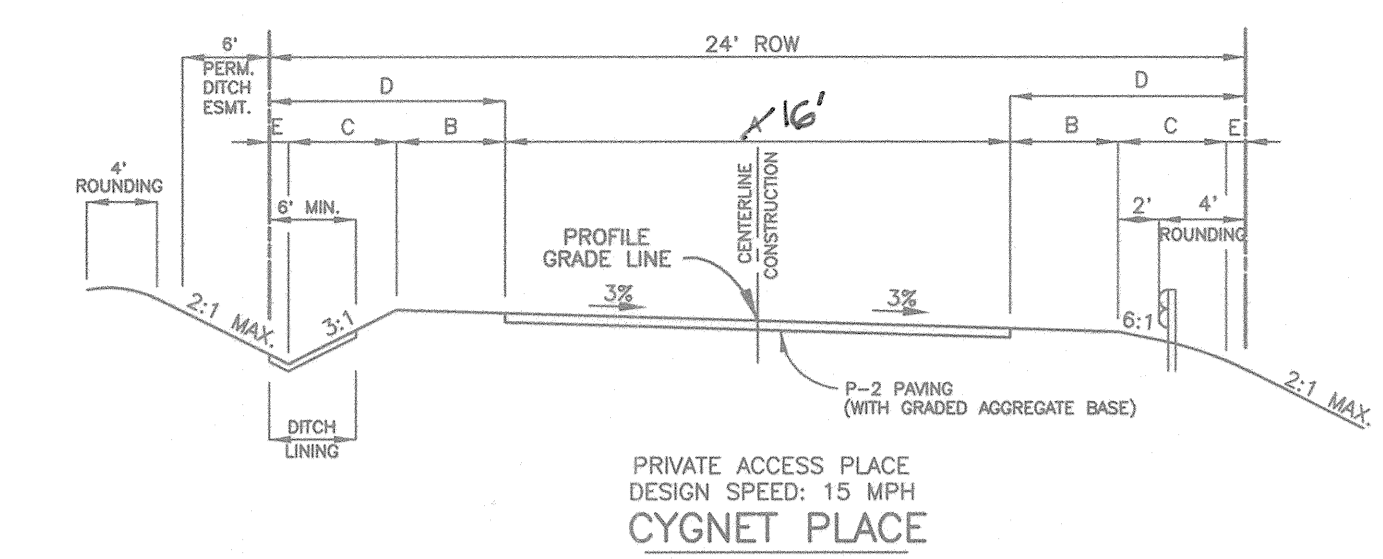 6'
PERM.
DITCH
ESMT.
24' ROW
D
D
A 16'
E
C
B
B
C
E
4'
ROUNDING
6' MIN.
2'
4'
ROUNDING
CENTERLINE
CONSTRUCTION
PROFILE
GRADE LINE
3%
3%
2:1 MAX.
3:1
6:1
2:1 MAX.
P-2 PAVING
(WITH GRADED AGGREGATE BASE)
DITCH
LINING
PRIVATE ACCESS PLACE
DESIGN SPEED: 15 MPH
CYGNET PLACE